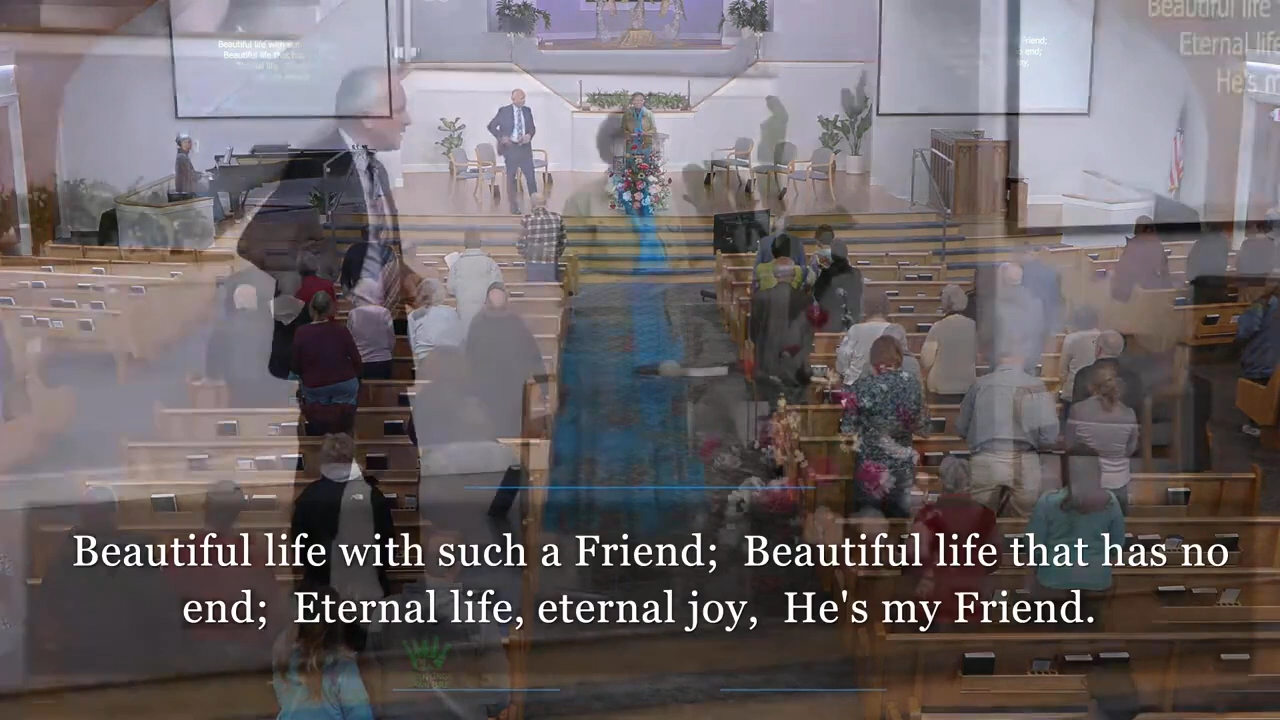 Beautiful life
Eternal life
He's m
Beautiful life with such a Friend;  Beautiful life that has no
end;  Eternal life, eternal joy,  He's my Friend.